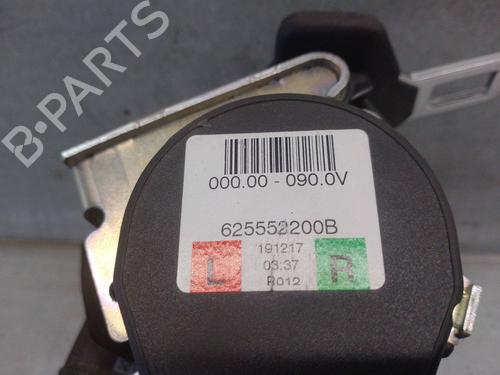 B-PARTS
000.00 - 090.0V
625552200B
191217
L 03:37 R
R012